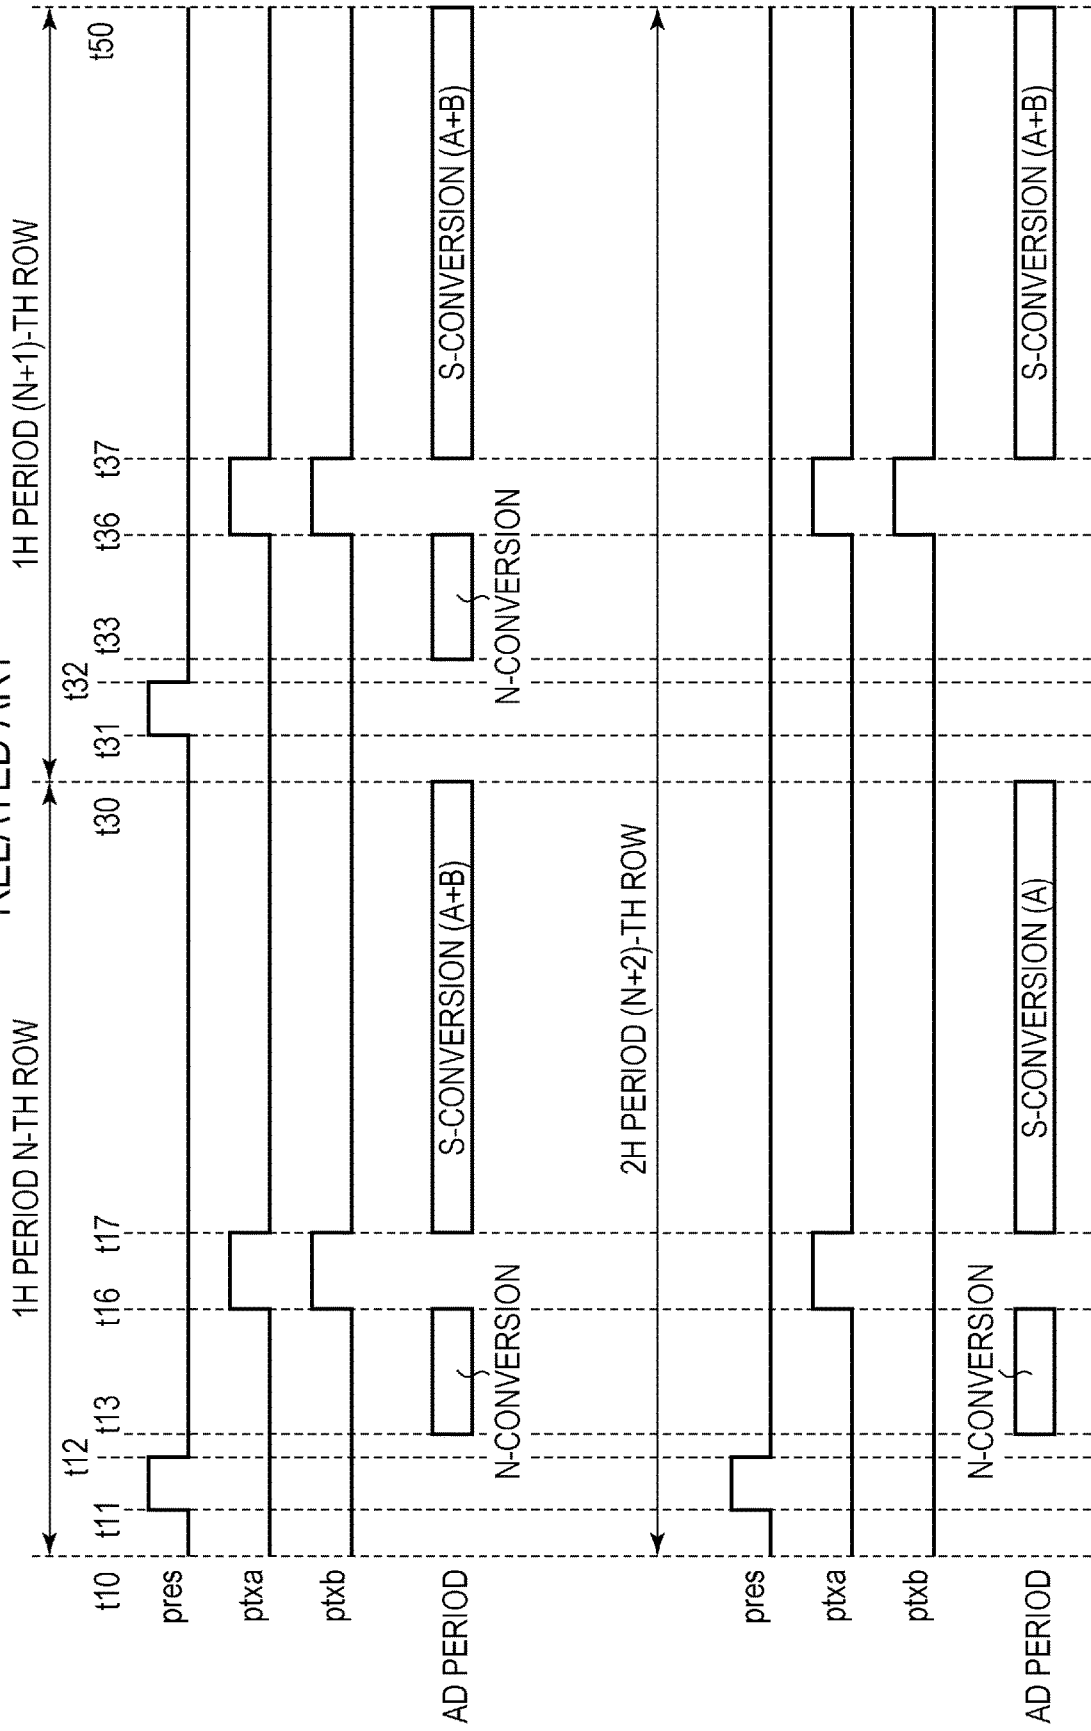 RELATED ART
1H PERIOD N-TH ROW
1H PERIOD (N+1)-TH ROW
t10
t11
t12
t13
t16
t17
t30
t31
t32
t33
t36
t37
t50
pres
ptxa
ptxb
AD PERIOD
S-CONVERSION (A+B)
S-CONVERSION (A+B)
N-CONVERSION
N-CONVERSION
2H PERIOD (N+2)-TH ROW
pres
ptxa
ptxb
N-CONVERSION
AD PERIOD
S-CONVERSION (A)
S-CONVERSION (A+B)